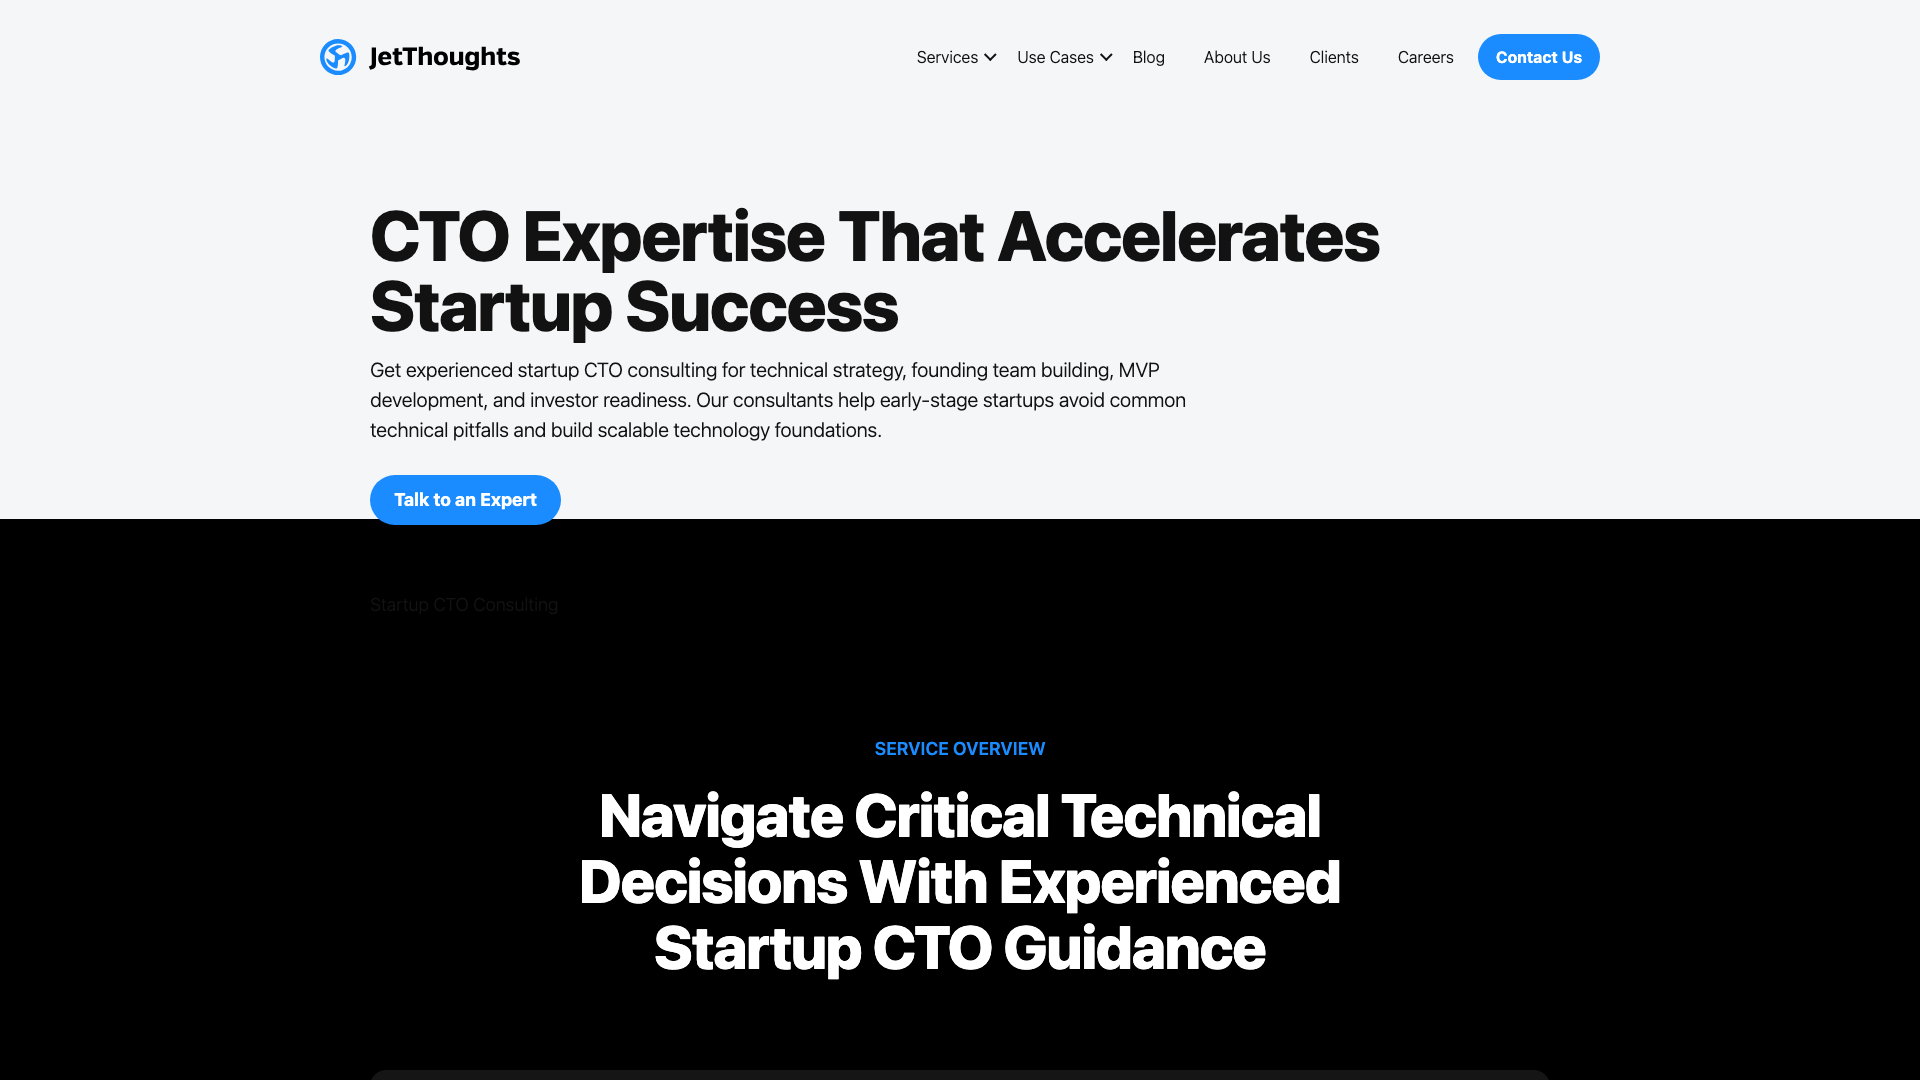 JetThoughts
Services
Use Cases
Blog
About Us
Clients
Careers
Contact Us
CTO Expertise That Accelerates
Startup Success
Get experienced startup CTO consulting for technical strategy, founding team building, MVP
development, and investor readiness. Our consultants help early-stage startups avoid common
technical pitfalls and build scalable technology foundations.
Talk to an Expert
Startup CTO Consulting
SERVICE OVERVIEW
Navigate Critical Technical
Decisions With Experienced
Startup CTO Guidance